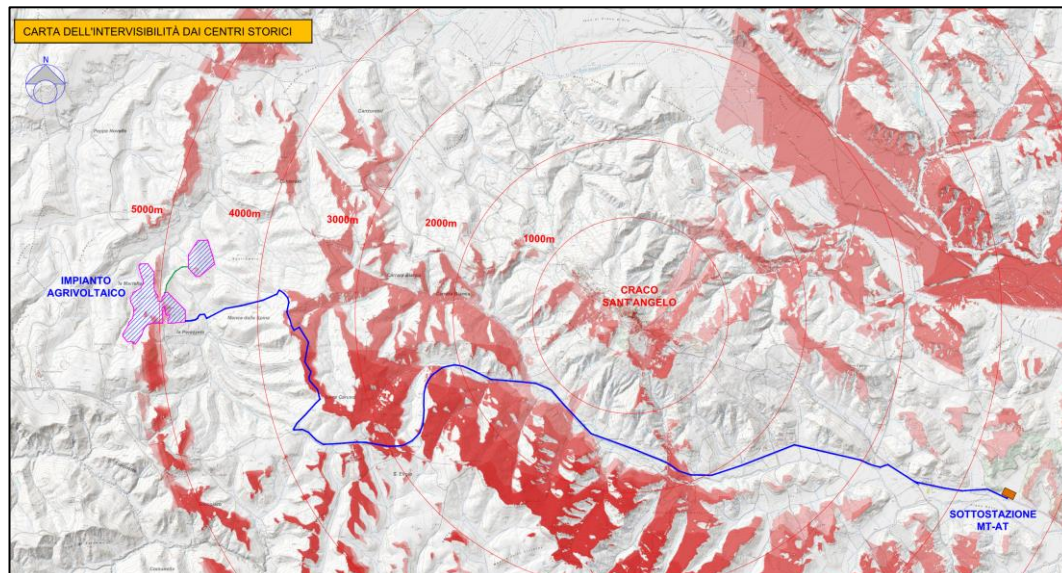 CARTA DELL'INTERVISIBILITÀ DAI CENTRI STORICI
N
5000m
4000m
3000m
2000m
1000m
IMPIANTO
AGRIVOLTAICO
CRACO
SANT'ANGELO
SOTTOSTAZIONE
MT-AT